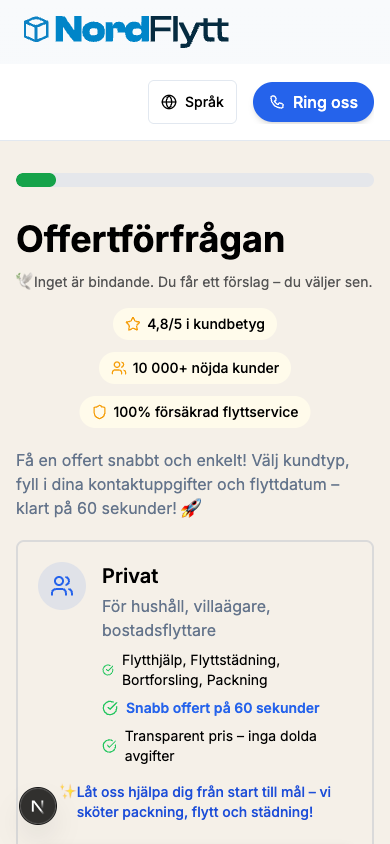 NordFlytt
Språk
Ring oss
Offertförfrågan
🕊️Inget är bindande. Du får ett förslag – du väljer sen.
4,8/5 i kundbetyg
10 000+ nöjda kunder
100% försäkrad flyttservice
Få en offert snabbt och enkelt! Välj kundtyp,
fyll i dina kontaktuppgifter och flyttdatum –
klart på 60 sekunder! 🚀
Privat
För hushåll, villaägare,
bostadsflyttare
Flytthjälp, Flyttstädning,
Bortforsling, Packning
Snabb offert på 60 sekunder
Transparent pris – inga dolda
avgifter
✨Låt oss hjälpa dig från start till mål – vi
sköter packning, flytt och städning!
N